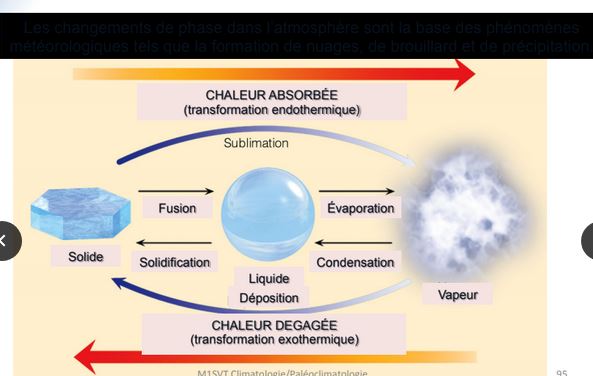 Les changements de phase dans l'atmosphère sont la base des phénomènes
météorologiques tels que la formation de nuages, de brouillard et de précipitation.
CHALEUR ABSORBÉE
(transformation endothermique)
Sublimation
Fusion
Évaporation
Solide
Solidification
Condensation
Liquide
Déposition
Vapeur
CHALEUR DEGAGÉE
(transformation exothermique)
M1SVT Climatologie/Paléoclimatologie
95